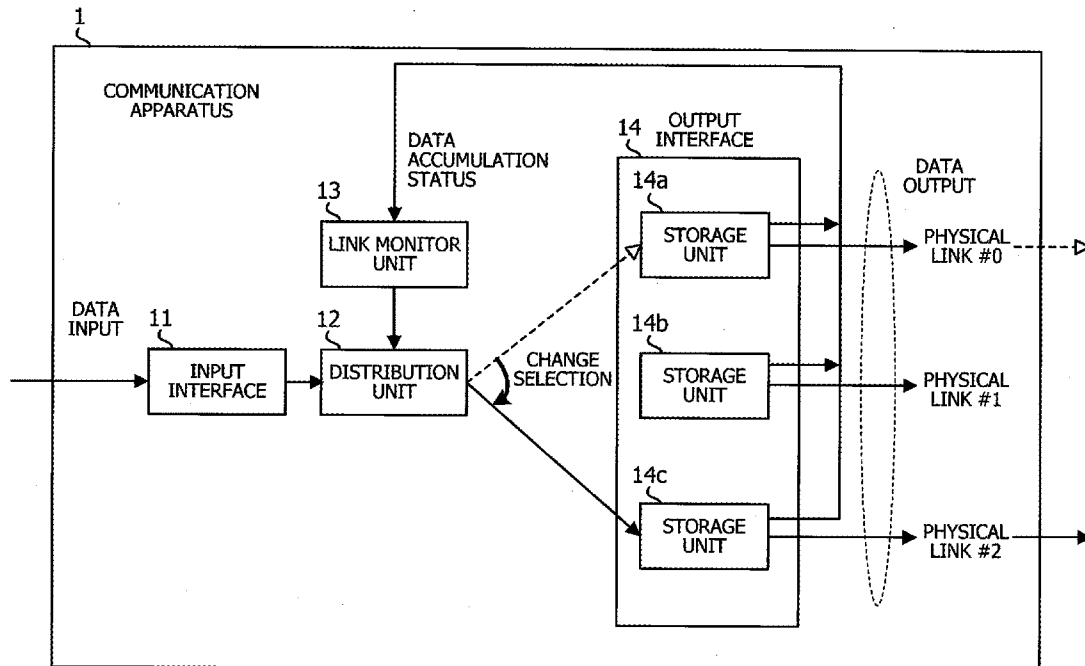 1
COMMUNICATION
APPARATUS
DATA
ACCUMULATION
STATUS
14
OUTPUT
INTERFACE
14a
STORAGE
UNIT
DATA
OUTPUT
PHYSICAL
LINK #0
13
LINK MONITOR
UNIT
DATA
INPUT
11
INPUT
INTERFACE
12
DISTRIBUTION
UNIT
CHANGE
SELECTION
14b
STORAGE
UNIT
PHYSICAL
LINK #1
14c
STORAGE
UNIT
PHYSICAL
LINK #2